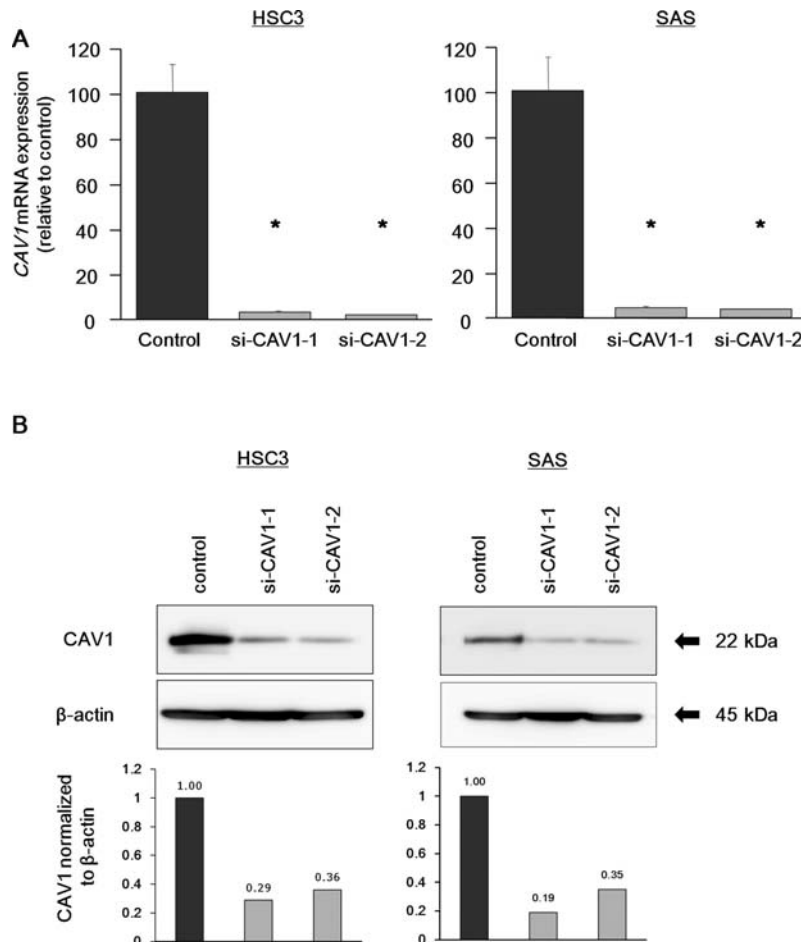 A
HSC3
SAS
CAV1 mRNA expression
(relative to control)
120
100
80
60
40
20
0
*
*
Control
si-CAV1-1
si-CAV1-2
120
100
80
60
40
20
0
*
*
Control
si-CAV1-1
si-CAV1-2
B
HSC3
SAS
control
si-CAV1-1
si-CAV1-2
control
si-CAV1-1
si-CAV1-2
CAV1
22 kDa
β-actin
45 kDa
CAV1 normalized
to β-actin
1.2
1
0.8
0.6
0.4
0.2
0
1.00
0.29
0.36
1.2
1
0.8
0.6
0.4
0.2
0
1.00
0.19
0.35